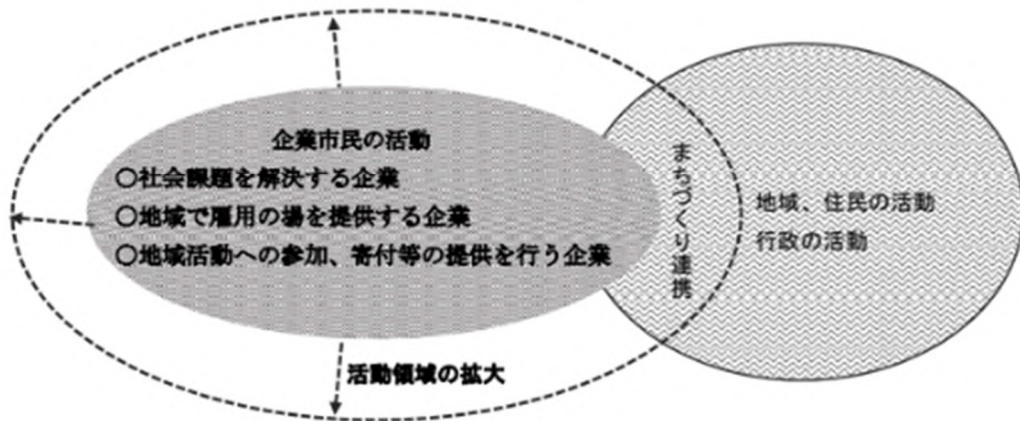 企業市民の活動
〇社会課題を解決する企業
〇地域で雇用の場を提供する企業
〇地域活動への参加、寄付等の提供を行う企業
まちづくり連携
地域、住民の活動
行政の活動
活動領域の拡大